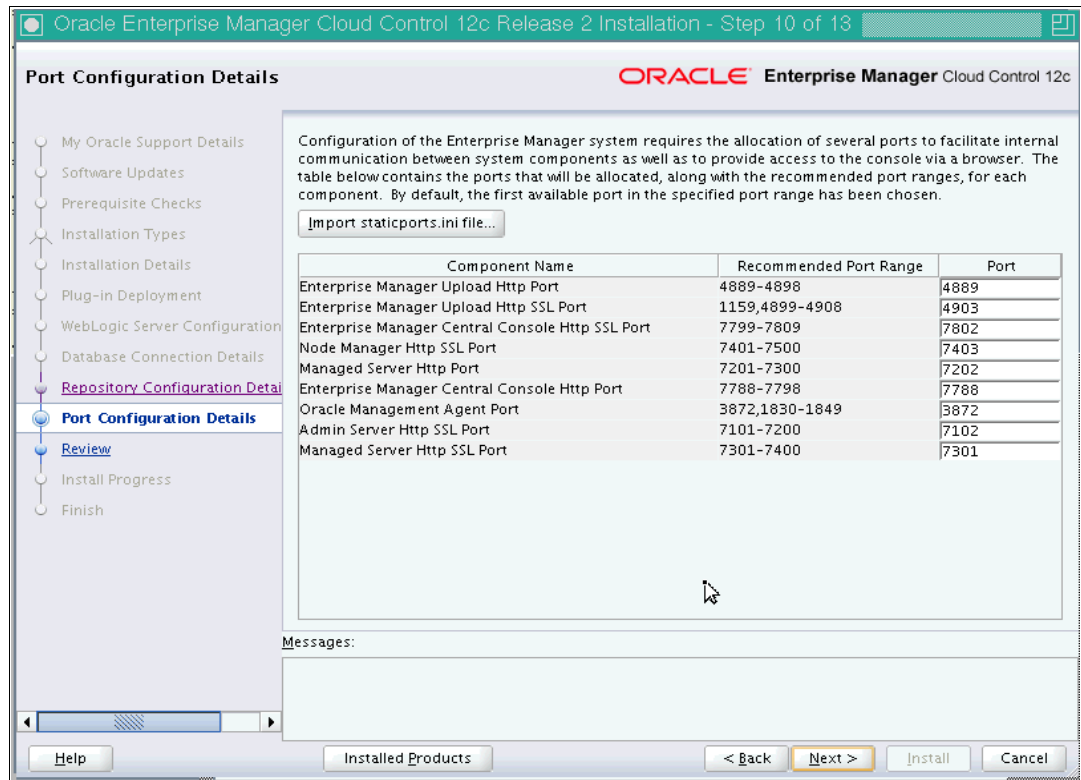 Oracle Enterprise Manager Cloud Control 12c Release 2 Installation - Step 10 of 13
Port Configuration Details
ORACLE Enterprise Manager Cloud Control 12c
My Oracle Support Details
Software Updates
Prerequisite Checks
Installation Types
Installation Details
Plug-in Deployment
WebLogic Server Configuration
Database Connection Details
Repository Configuration Detai
Port Configuration Details
Review
Install Progress
Finish
Configuration of the Enterprise Manager system requires the allocation of several ports to facilitate internal
communication between system components as well as to provide access to the console via a browser. The
table below contains the ports that will be allocated, along with the recommended port ranges, for each
component. By default, the first available port in the specified port range has been chosen.
Import staticports.ini file...
Component Name Recommended Port Range Port
Enterprise Manager Upload Http Port 4889-4898 4889
Enterprise Manager Upload Http SSL Port 1159,4899-4908 4903
Enterprise Manager Central Console Http SSL Port 7799-7809 7802
Node Manager Http SSL Port 7401-7500 7403
Managed Server Http Port 7201-7300 7202
Enterprise Manager Central Console Http Port 7788-7798 7788
Oracle Management Agent Port 3872,1830-1849 3872
Admin Server Http SSL Port 7101-7200 7102
Managed Server Http SSL Port 7301-7400 7301
Messages:
Help Installed Products < Back Next > Install Cancel